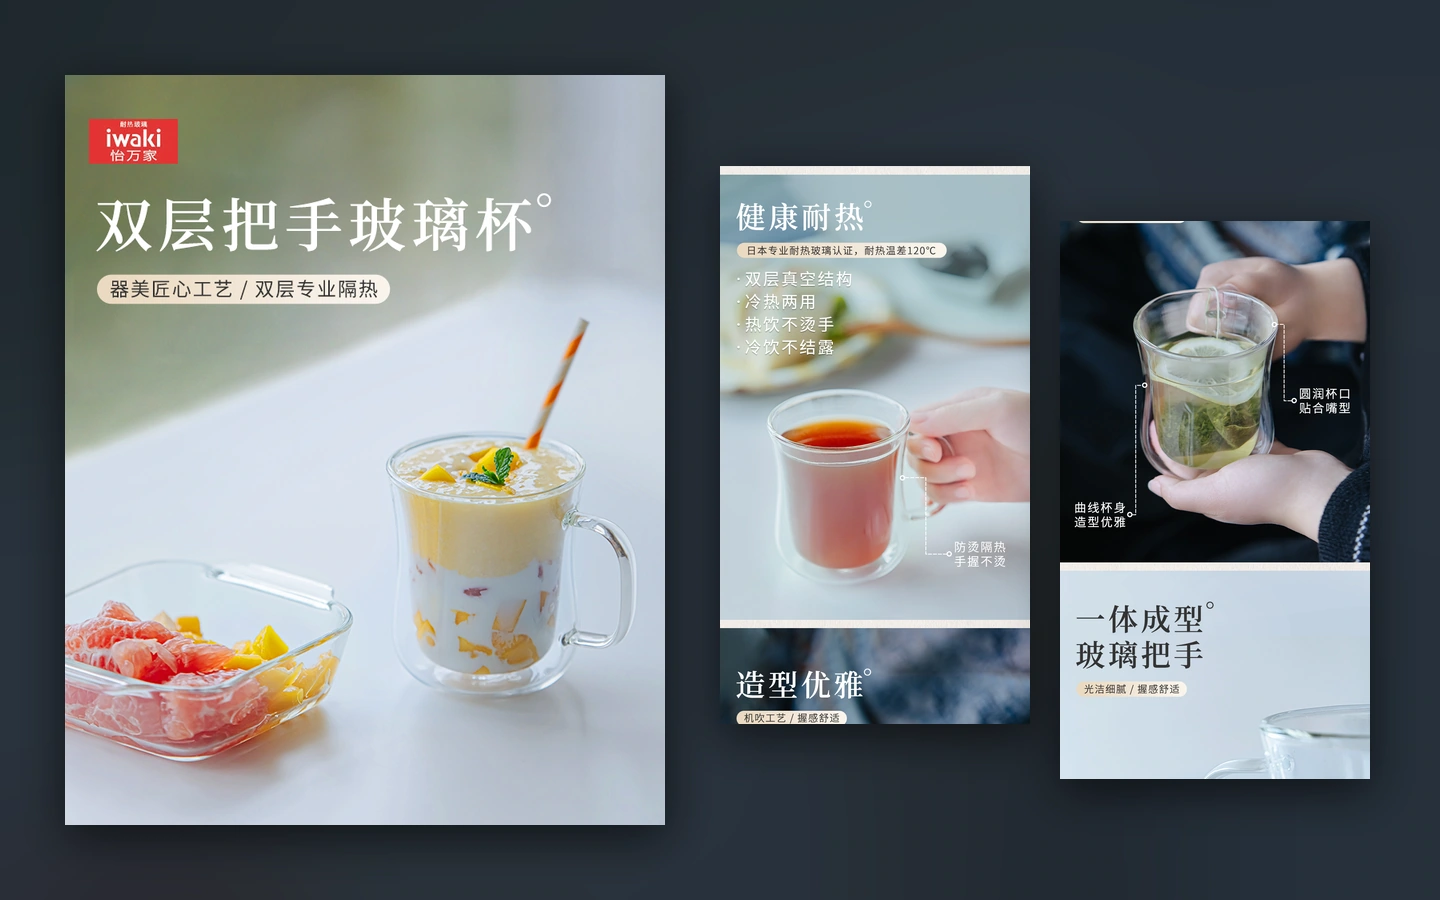 耐热玻璃
iwaki
怡万家
双层把手玻璃杯
器美匠心工艺 / 双层专业隔热
健康耐热
日本专业耐热玻璃认证，耐热温差120℃
·双层真空结构
·冷热两用
·热饮不烫手
·冷饮不结露
防烫隔热
手握不烫
造型优雅
机吹工艺 / 握感舒适
圆润杯口
贴合嘴型
曲线杯身
造型优雅
一体成型
玻璃把手
光洁细腻 / 握感舒适